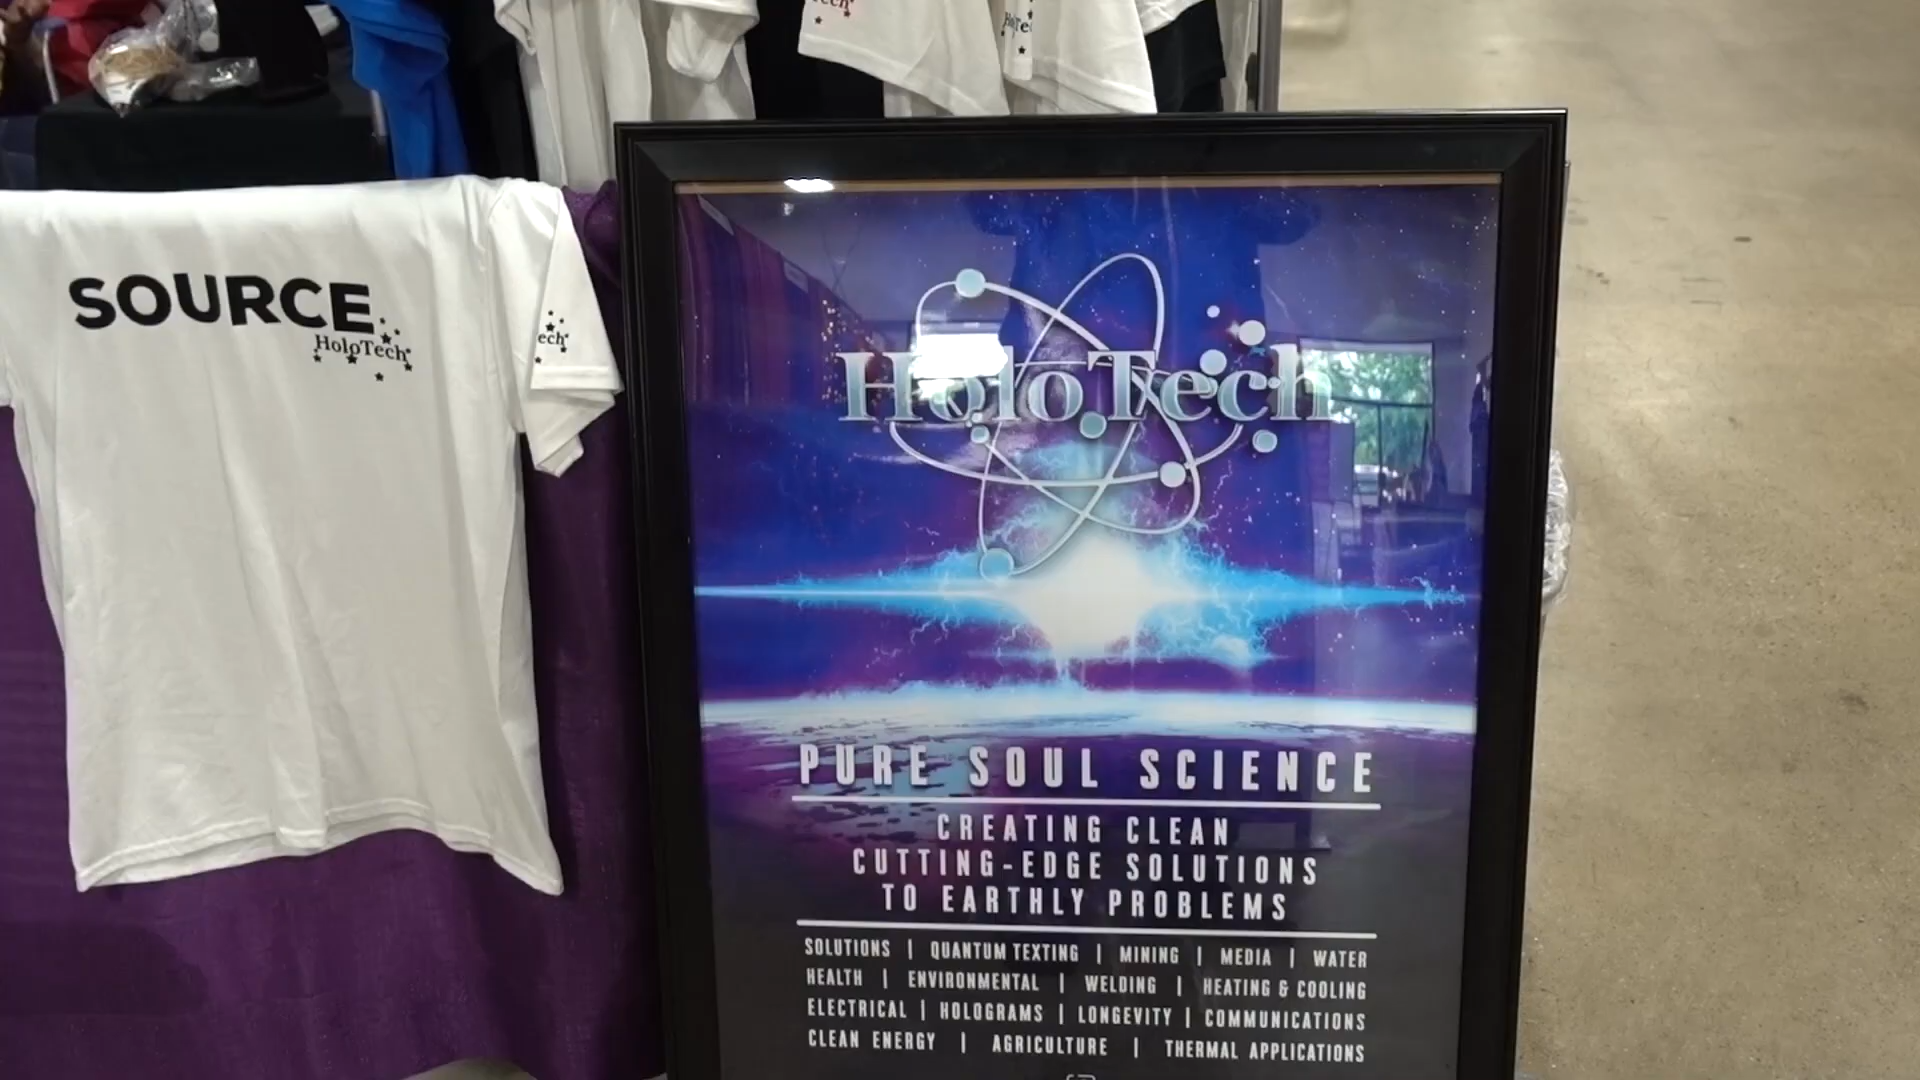 SOURCE
HoloTech
ech
HoloTech
PURE SOUL SCIENCE
CREATING CLEAN
CUTTING-EDGE SOLUTIONS
TO EARTHLY PROBLEMS
SOLUTIONS | QUANTUM TEXTING | MINING | MEDIA | WATER
HEALTH | ENVIRONMENTAL | WELDING | HEATING & COOLING
ELECTRICAL | HOLOGRAMS | LONGEVITY | COMMUNICATIONS
CLEAN ENERGY | AGRICULTURE | THERMAL APPLICATIONS